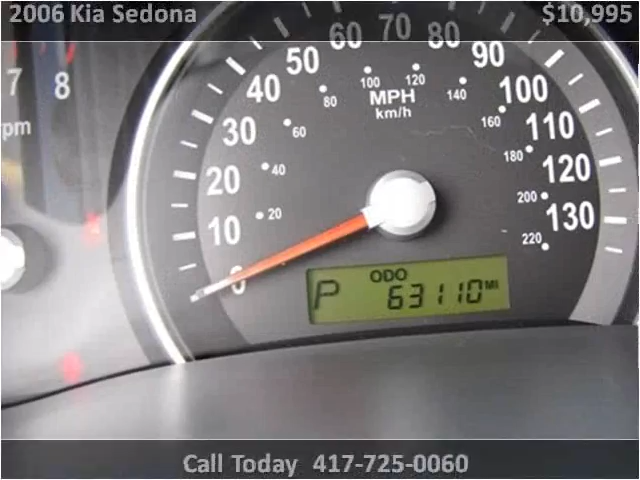 2006 Kia Sedona $10,995
60 70 80
50 90
7 8 40 100 120 100
80 MPH 140
rpm 30 60 km/h 160 110
20 40 180 120
10 20 200 130
0 220
ODO
P 63110 MI
Call Today 417-725-0060